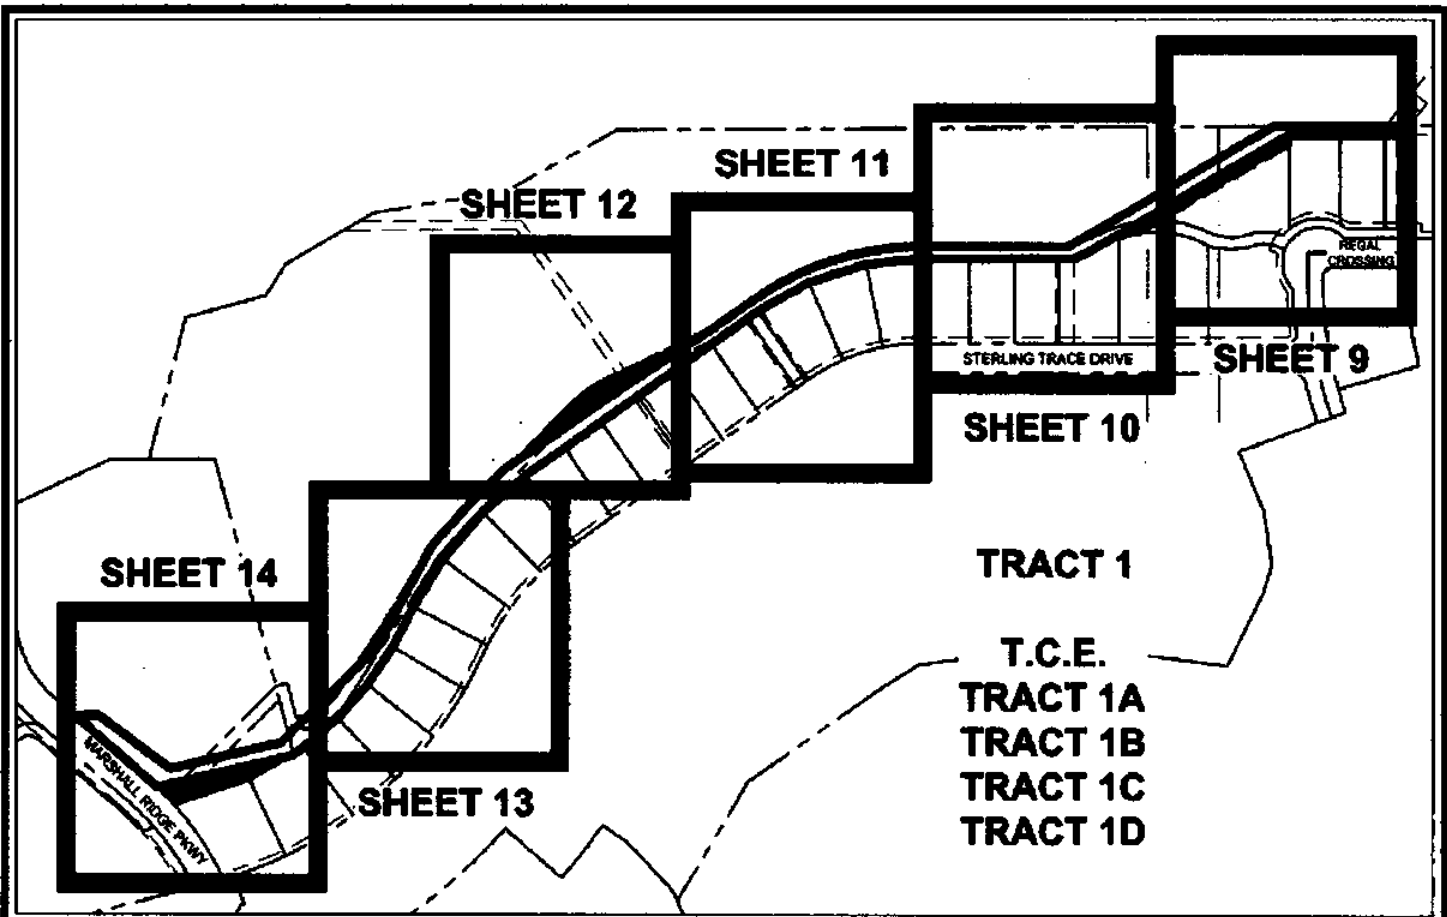 SHEET 11
SHEET 12
REGAL
CROSSING
STERLING TRACE DRIVE
SHEET 9
SHEET 10
TRACT 1
SHEET 14
T.C.E.
TRACT 1A
TRACT 1B
MARSHALL RIDGE PKWY
TRACT 1C
SHEET 13
TRACT 1D